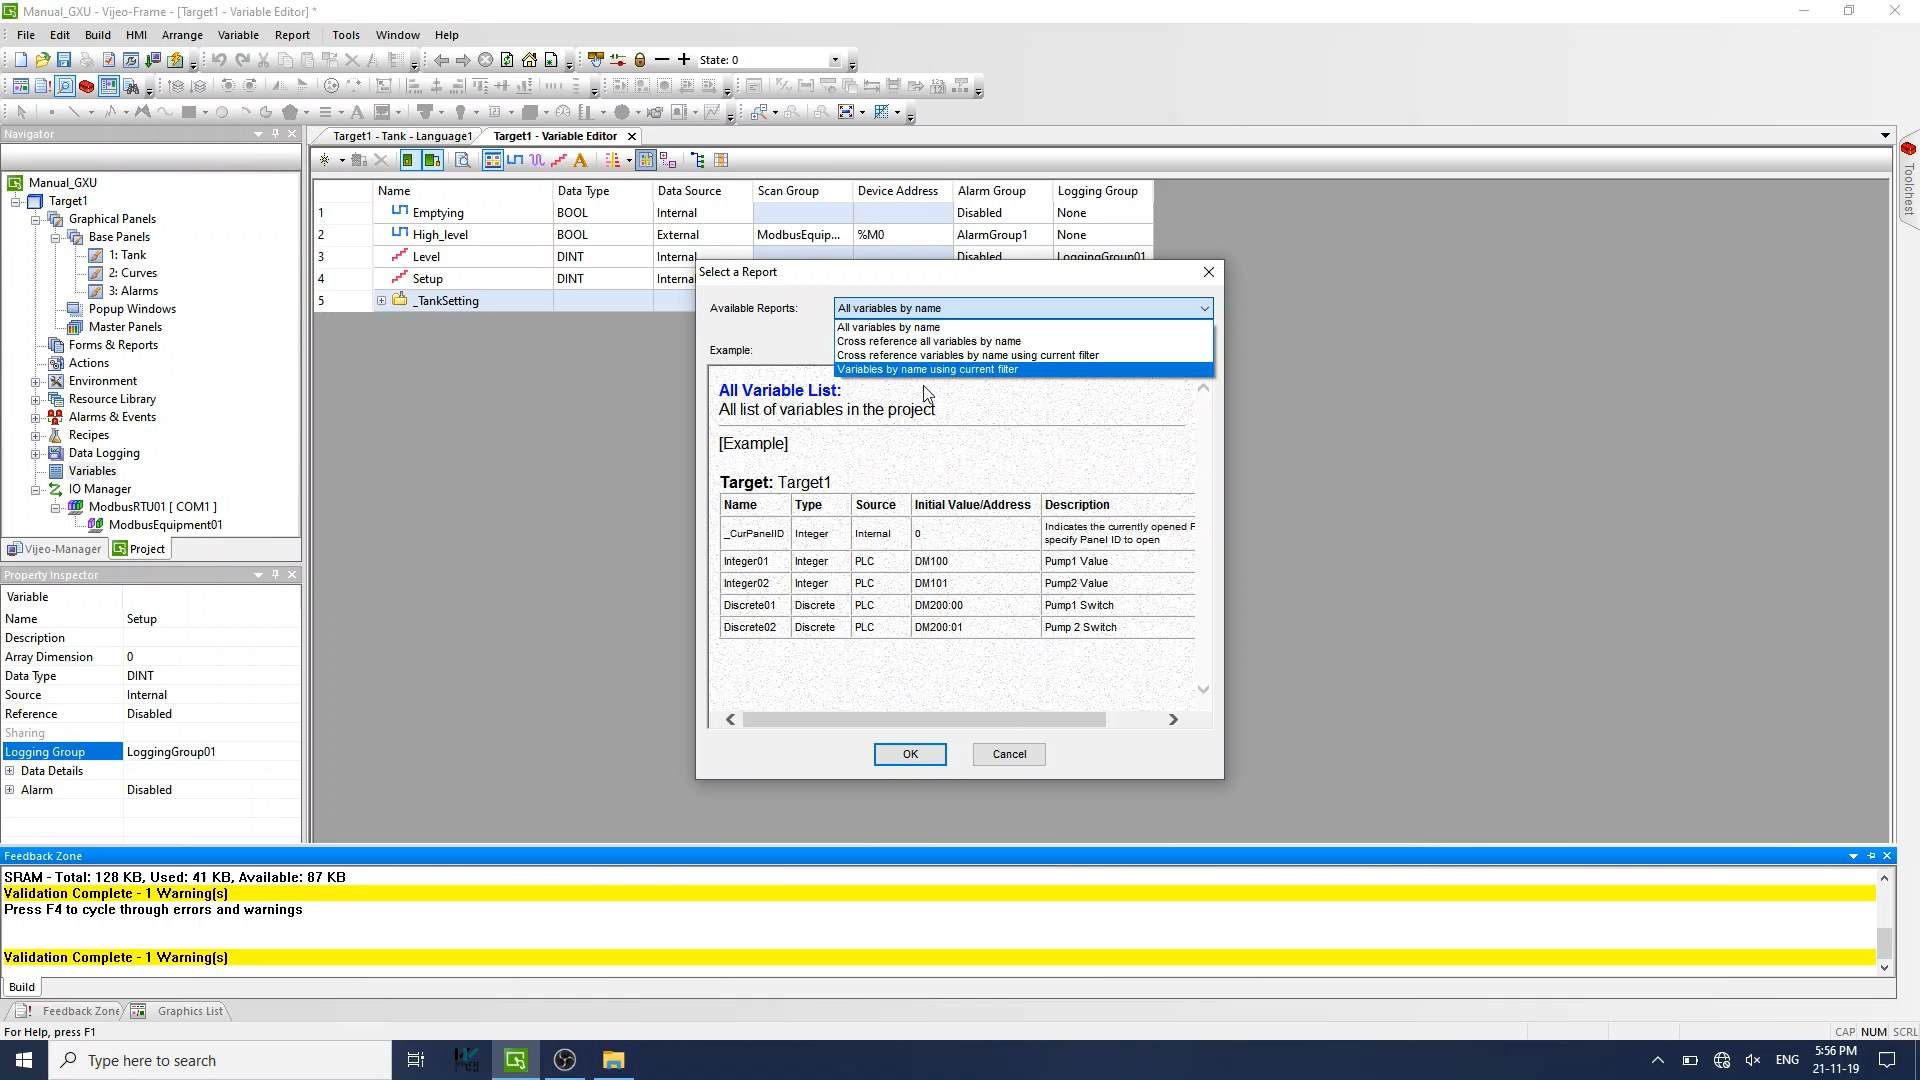 Manual_GXU - Vijeo-Frame - [Target1 - Variable Editor] *
File Edit Build HMI Arrange Variable Report Tools Window Help
State: 0
Navigator
Target1 - Tank - Language1 Target1 - Variable Editor
Manual_GXU
Target1
Graphical Panels
Base Panels
1: Tank
2: Curves
3: Alarms
Popup Windows
Master Panels
Forms & Reports
Actions
Environment
Resource Library
Alarms & Events
Recipes
Data Logging
Variables
IO Manager
ModbusRTU01 [ COM1 ]
ModbusEquipment01
Vijeo-Manager Project
Name Data Type Data Source Scan Group Device Address Alarm Group Logging Group
1 Emptying BOOL Internal Disabled None
2 High_level BOOL External ModbusEquip... %M0 AlarmGroup1 None
3 Level DINT Internal Disabled LoggingGroup01
4 Setup DINT Interna
5 _TankSetting
Toolchest
Select a Report
Available Reports: All variables by name
All variables by name
Cross reference all variables by name
Cross reference variables by name using current filter
Variables by name using current filter
Example:
All Variable List:
All list of variables in the project
[Example]
Target: Target1
Name Type Source Initial Value/Address Description
_CurPanelID Integer Internal 0 Indicates the currently opened P
specify Panel ID to open
Integer01 Integer PLC DM100 Pump1 Value
Integer02 Integer PLC DM101 Pump2 Value
Discrete01 Discrete PLC DM200:00 Pump1 Switch
Discrete02 Discrete PLC DM200:01 Pump 2 Switch
OK Cancel
Property Inspector
Variable
Name Setup
Description
Array Dimension 0
Data Type DINT
Source Internal
Reference Disabled
Sharing
Logging Group LoggingGroup01
Data Details
Alarm Disabled
Feedback Zone
SRAM - Total: 128 KB, Used: 41 KB, Available: 87 KB
Validation Complete - 1 Warning(s)
Press F4 to cycle through errors and warnings
Validation Complete - 1 Warning(s)
Build
Feedback Zone Graphics List
For Help, press F1
CAP NUM SCRL
Type here to search
ENG
5:56 PM
21-11-19